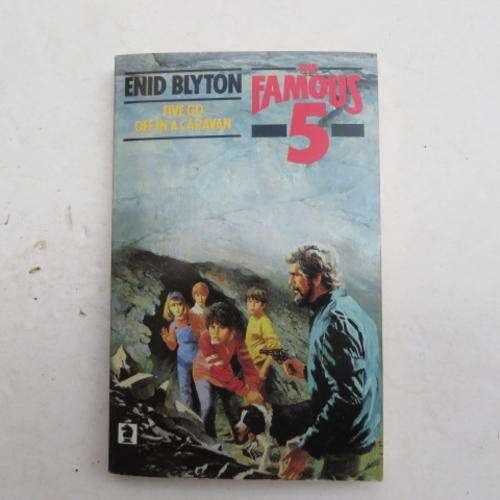 ENID BLYTON
FIVE GO
OFF IN A CARAVAN
THE
FAMOUS
5